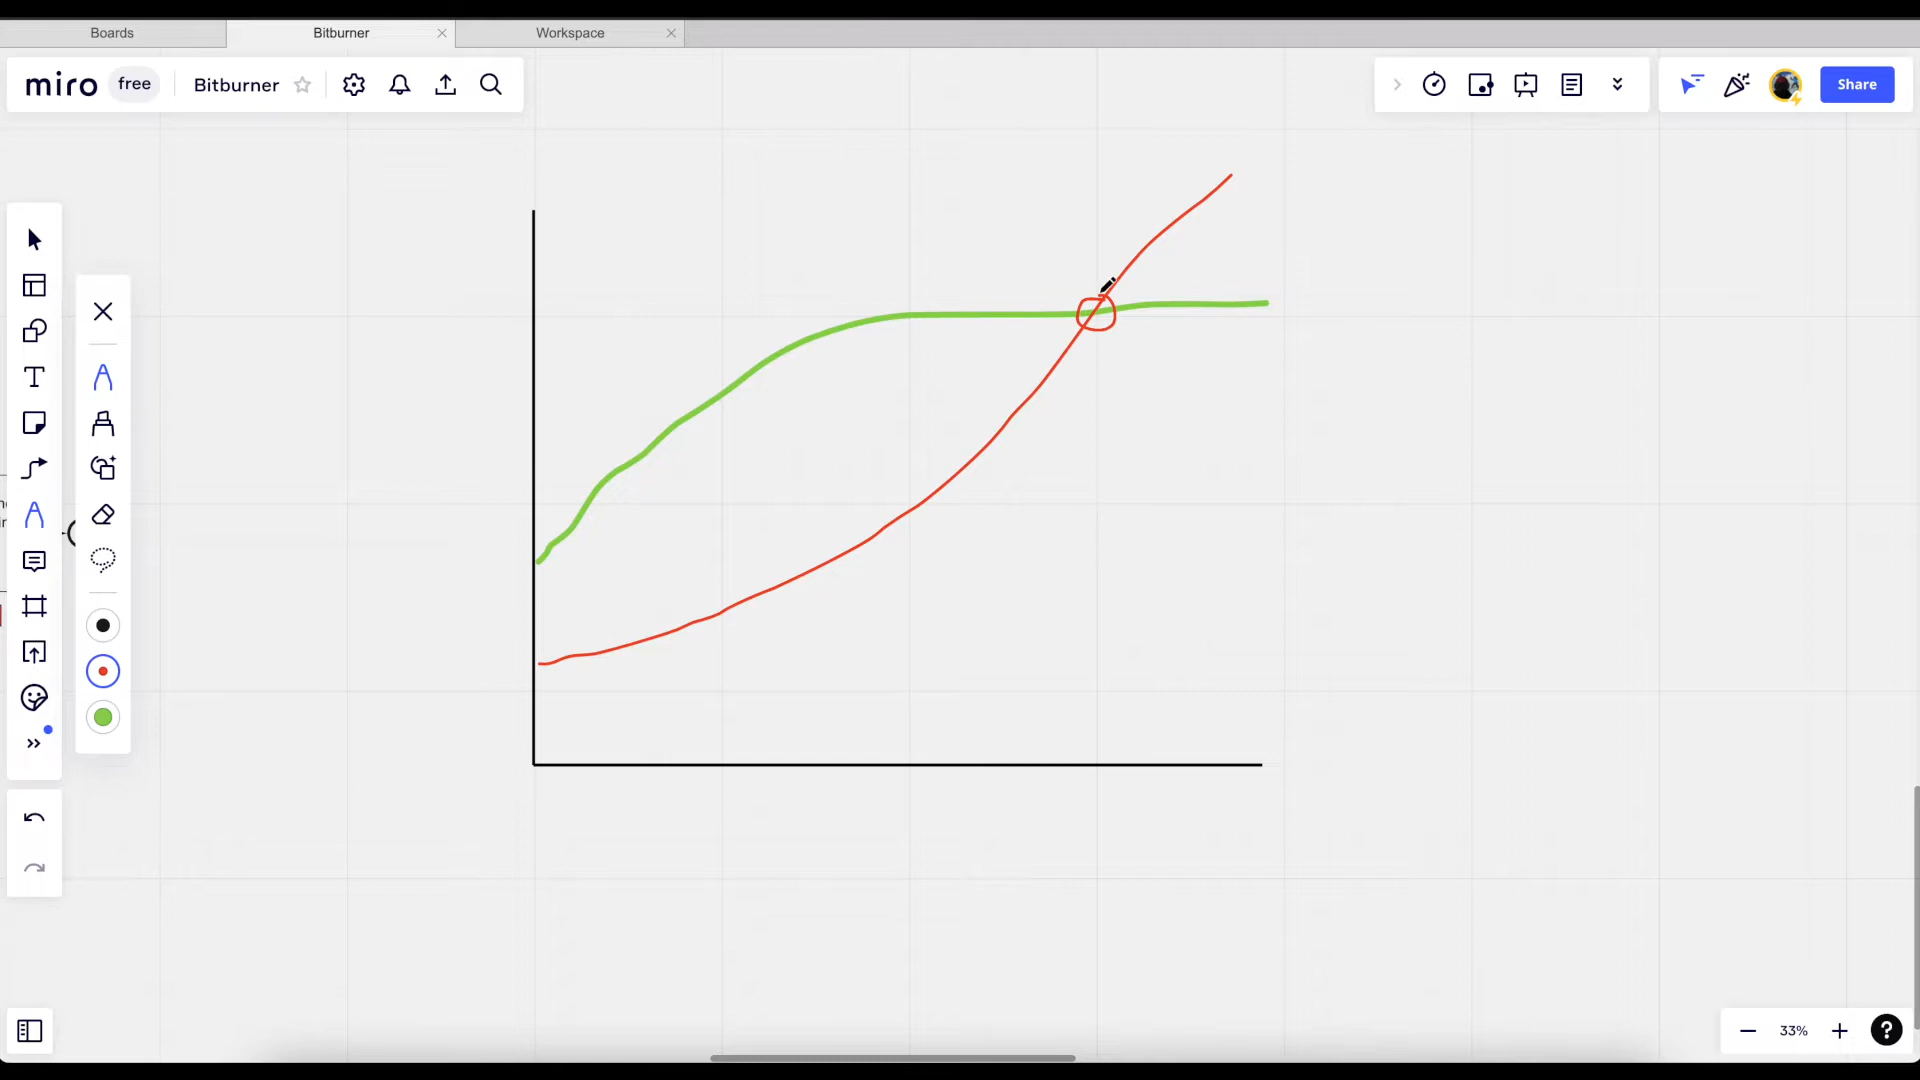 Boards
Bitburner
Workspace
miro
free
Bitburner
Share
T
33%
?